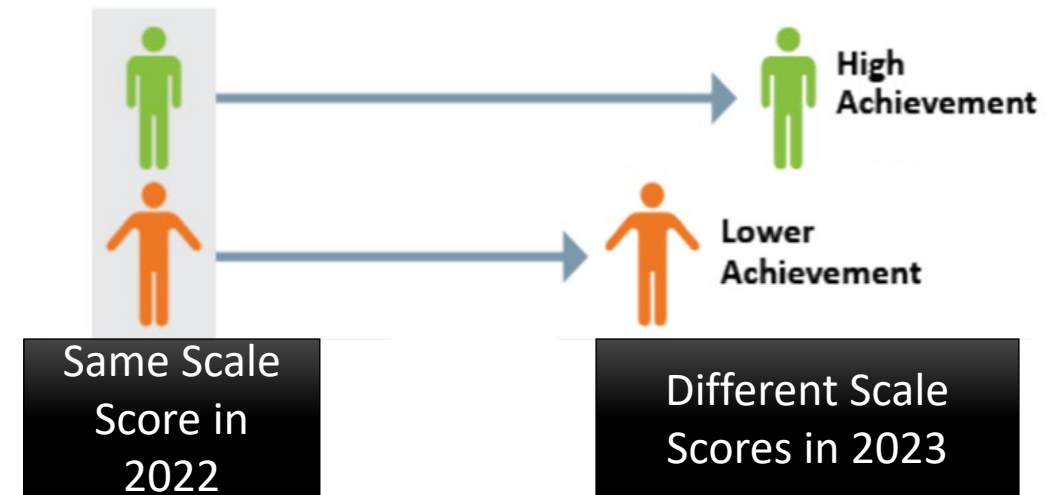 High
Achievement
Lower
Achievement
Same Scale
Score in
2022
Different Scale
Scores in 2023